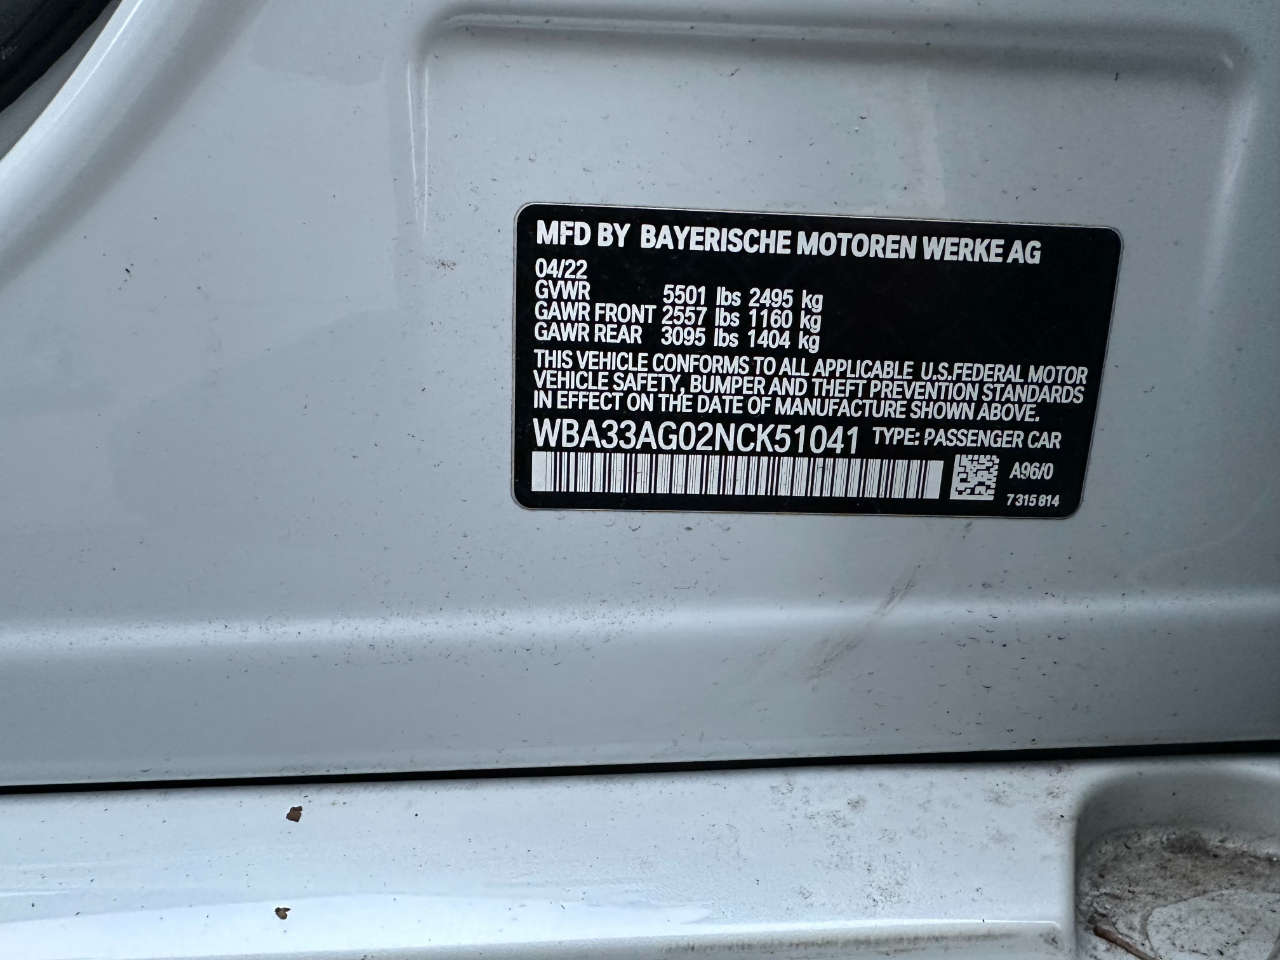 MFD BY BAYERISCHE MOTOREN WERKE AG
04/22
GVWR 5501 lbs 2495 kg
GAWR FRONT 2557 lbs 1160 kg
GAWR REAR 3095 lbs 1404 kg
THIS VEHICLE CONFORMS TO ALL APPLICABLE U.S.FEDERAL MOTOR
VEHICLE SAFETY, BUMPER AND THEFT PREVENTION STANDARDS
IN EFFECT ON THE DATE OF MANUFACTURE SHOWN ABOVE.
WBA33AG02NCK51041 TYPE: PASSENGER CAR
A96/0
7 315 814